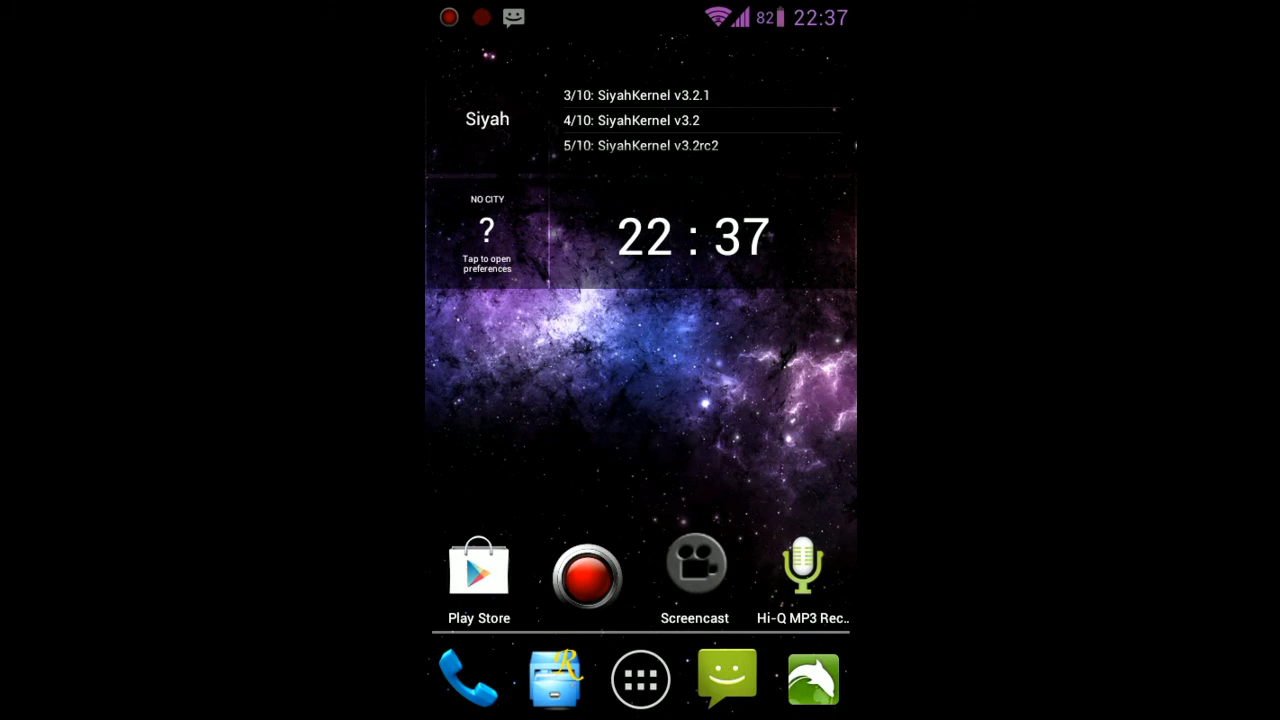 82 22:37
Siyah
3/10: SiyahKernel v3.2.1
4/10: SiyahKernel v3.2
5/10: SiyahKernel v3.2rc2
NO CITY
?
Tap to open
preferences
22 : 37
Play Store
Screencast
Hi-Q MP3 Rec..
R